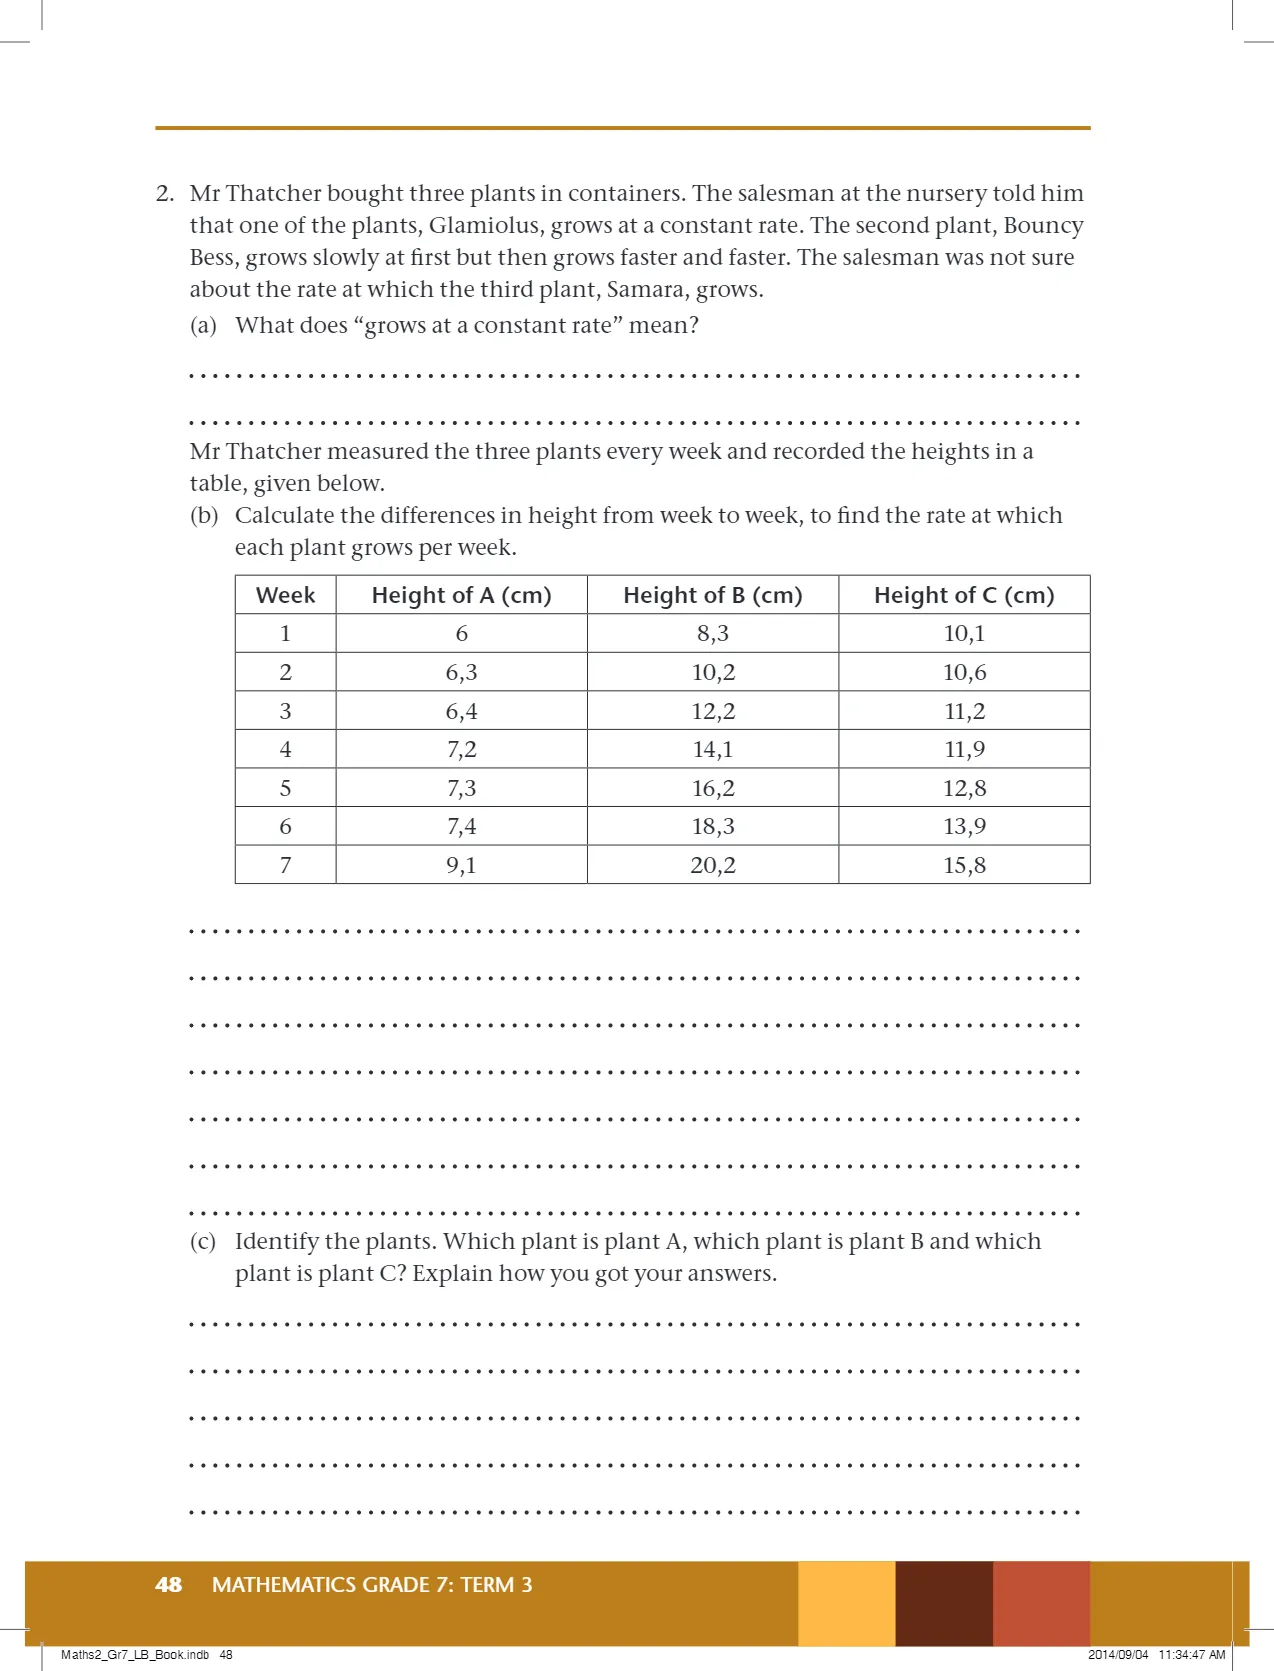 2. Mr Thatcher bought three plants in containers. The salesman at the nursery told him
that one of the plants, Glamiolus, grows at a constant rate. The second plant, Bouncy
Bess, grows slowly at first but then grows faster and faster. The salesman was not sure
about the rate at which the third plant, Samara, grows.
(a) What does “grows at a constant rate” mean?
Mr Thatcher measured the three plants every week and recorded the heights in a
table, given below.
(b) Calculate the differences in height from week to week, to find the rate at which
each plant grows per week.
Week Height of A (cm) Height of B (cm) Height of C (cm)
1 6 8,3 10,1
2 6,3 10,2 10,6
3 6,4 12,2 11,2
4 7,2 14,1 11,9
5 7,3 16,2 12,8
6 7,4 18,3 13,9
7 9,1 20,2 15,8
(c) Identify the plants. Which plant is plant A, which plant is plant B and which
plant is plant C? Explain how you got your answers.
48 MATHEMATICS GRADE 7: TERM 3
Maths2_Gr7_LB_Book.indb 48 2014/09/04 11:34:47 AM